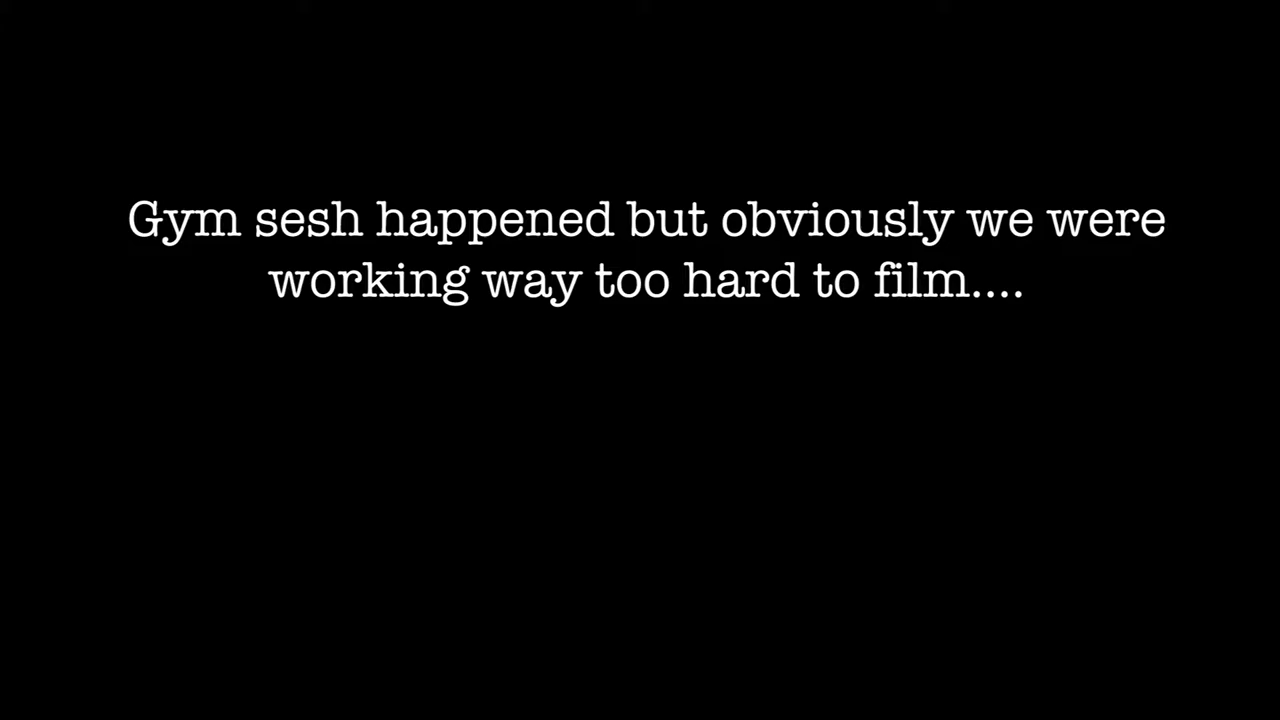 Gym sesh happened but obviously we were
working way too hard to film....